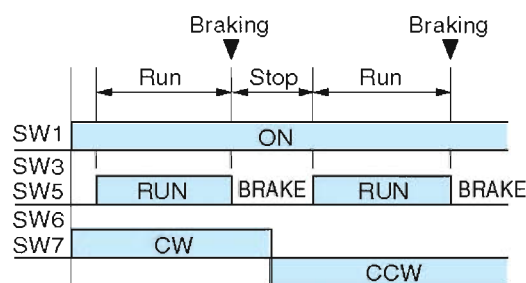 Braking Braking
Run Stop Run
SW1 ON
SW3
SW5 RUN BRAKE RUN BRAKE
SW6
SW7 CW
CCW